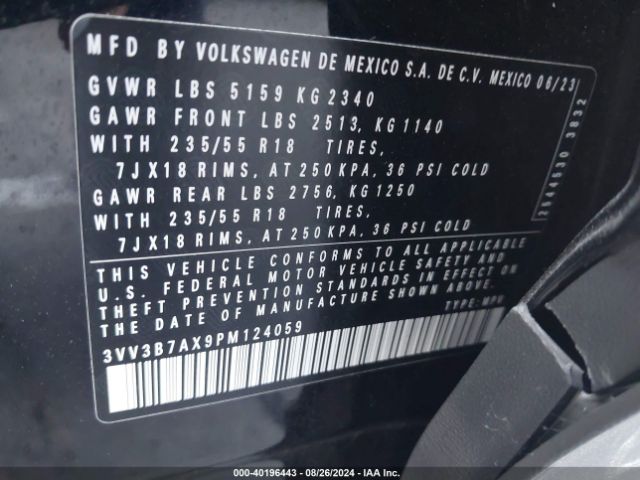 MFD BY VOLKSWAGEN DE MEXICO S.A. DE C.V. MEXICO 06/23
GVWR LBS 5159 KG 2340
GAWR FRONT LBS 2513, KG 1140
WITH 235/55 R18 TIRES,
7JX18 RIMS, AT 250 KPA, 36 PSI COLD
GAWR REAR LBS 2756, KG 1250
WITH 235/55 R18 TIRES,
7JX18 RIMS, AT 250 KPA, 36 PSI COLD
THIS VEHICLE CONFORMS TO ALL APPLICABLE
U.S. FEDERAL MOTOR VEHICLE SAFETY AND
THEFT PREVENTION STANDARDS IN EFFECT ON
THE DATE OF MANUFACTURE SHOWN ABOVE.
TYPE: MPV
3VV3B7AX9PM124059
2544530 3832
000-40196443 - 08/26/2024 - IAA Inc.